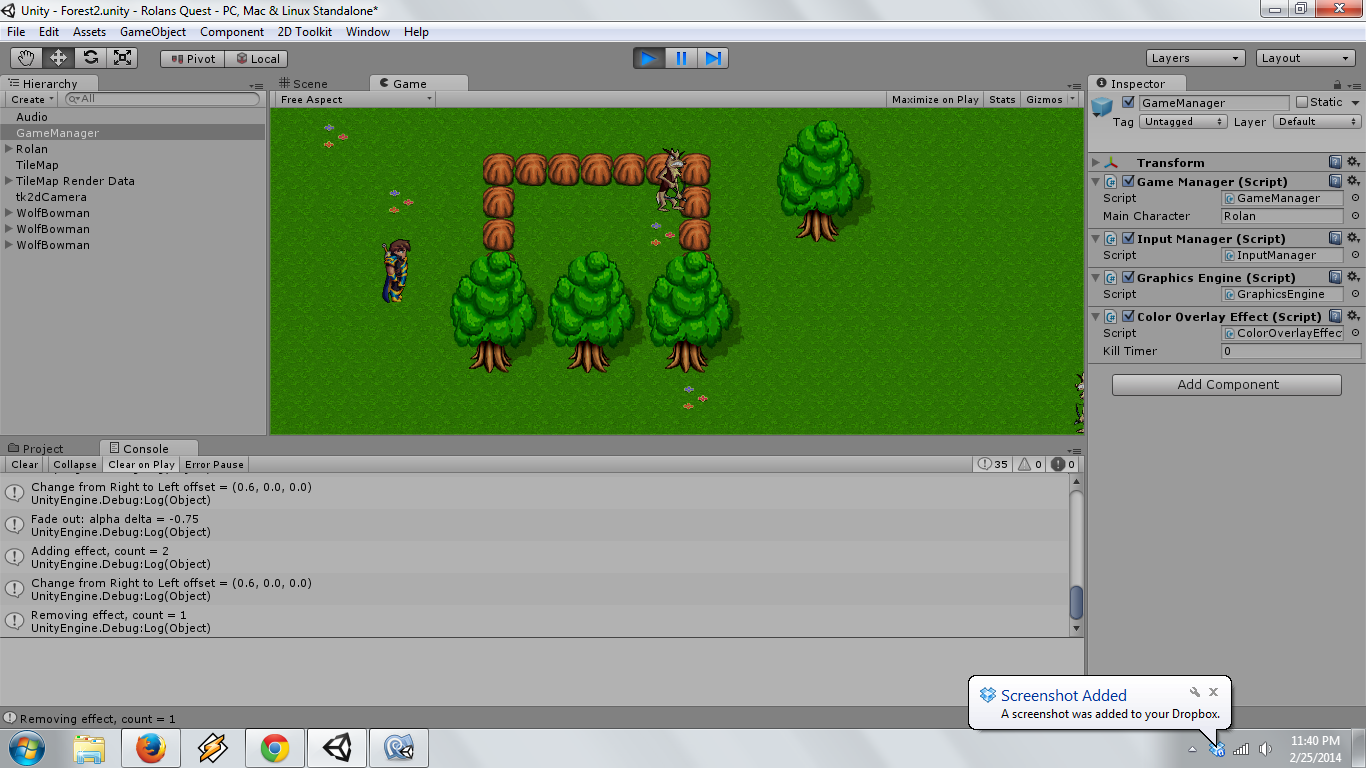 Unity - Forest2.unity - Rolans Quest - PC, Mac & Linux Standalone*
File Edit Assets GameObject Component 2D Toolkit Window Help
Pivot Local Layers Layout
Hierarchy
Create All
Audio
GameManager
Rolan
TileMap
TileMap Render Data
tk2dCamera
WolfBowman
WolfBowman
WolfBowman
Scene Game
Free Aspect Maximize on Play Stats Gizmos
Inspector
GameManager Static
Tag Untagged Layer Default
Transform
Game Manager (Script)
Script GameManager
Main Character Rolan
Input Manager (Script)
Script InputManager
Graphics Engine (Script)
Script GraphicsEngine
Color Overlay Effect (Script)
Script ColorOverlayEffec
Kill Timer 0
Add Component
Project Console
Clear Collapse Clear on Play Error Pause 35 0 0
Change from Right to Left offset = (0.6, 0.0, 0.0)
UnityEngine.Debug:Log(Object)
Fade out: alpha delta = -0.75
UnityEngine.Debug:Log(Object)
Adding effect, count = 2
UnityEngine.Debug:Log(Object)
Change from Right to Left offset = (0.6, 0.0, 0.0)
UnityEngine.Debug:Log(Object)
Removing effect, count = 1
UnityEngine.Debug:Log(Object)
Removing effect, count = 1
Screenshot Added
A screenshot was added to your Dropbox.
11:40 PM
2/25/2014